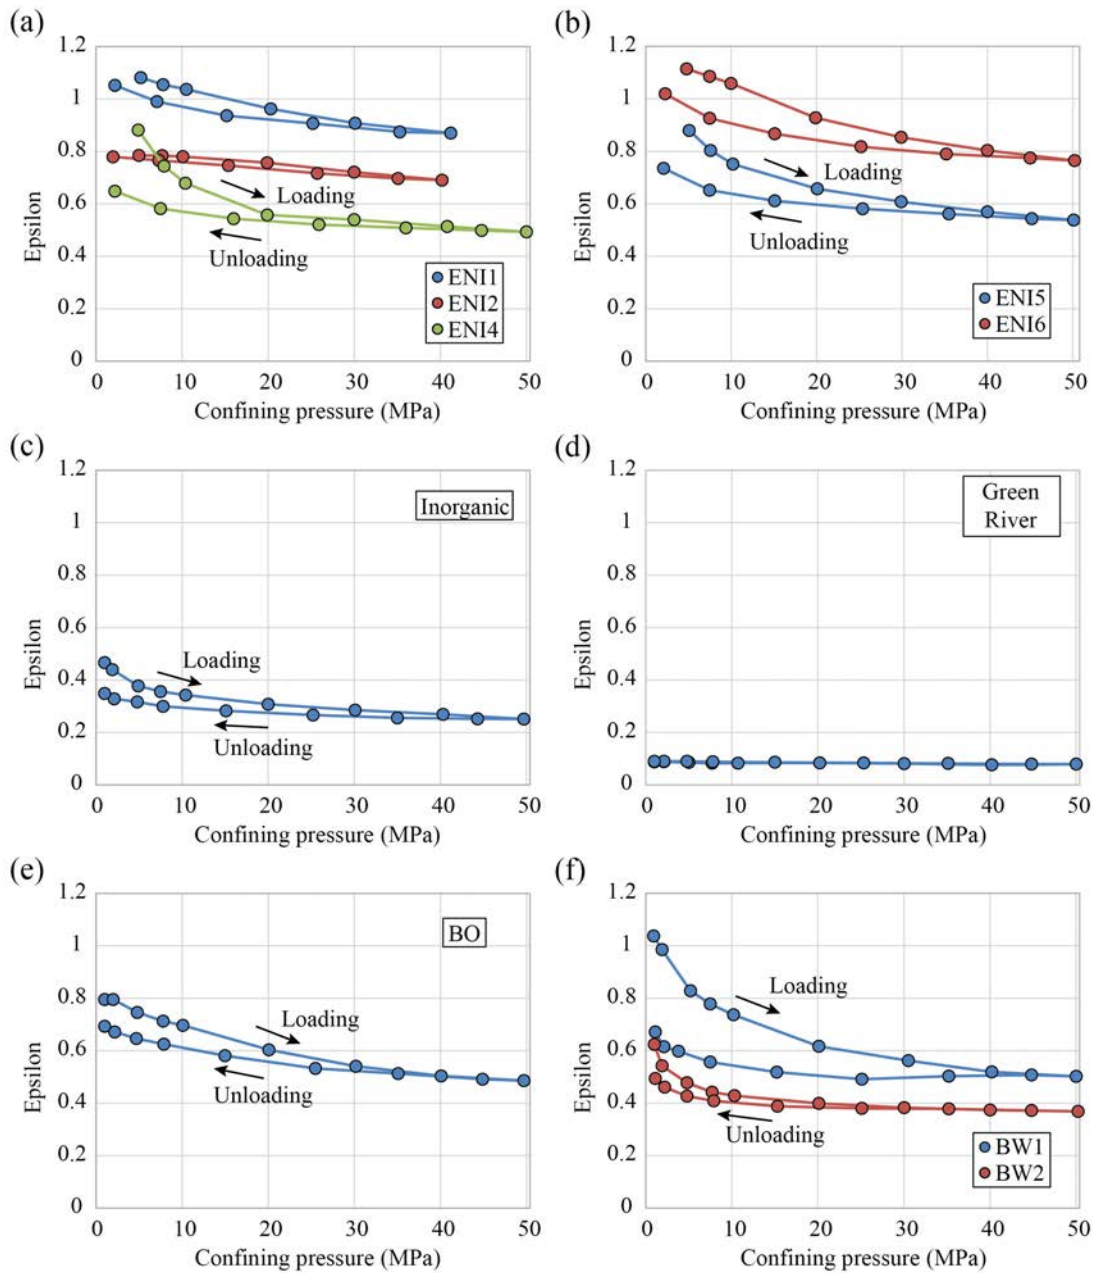 (a)
1.2
1
0.8
0.6
0.4
0.2
0
Epsilon
Loading
Unloading
ENI1
ENI2
ENI4
0 10 20 30 40 50
Confining pressure (MPa)
(b)
1.2
1
0.8
0.6
0.4
0.2
0
Epsilon
Loading
Unloading
ENI5
ENI6
0 10 20 30 40 50
Confining pressure (MPa)
(c)
1.2
1
0.8
0.6
0.4
0.2
0
Epsilon
Inorganic
Loading
Unloading
0 10 20 30 40 50
Confining pressure (MPa)
(d)
1.2
1
0.8
0.6
0.4
0.2
0
Epsilon
Green
River
0 10 20 30 40 50
Confining pressure (MPa)
(e)
1.2
1
0.8
0.6
0.4
0.2
0
Epsilon
BO
Loading
Unloading
0 10 20 30 40 50
Confining pressure (MPa)
(f)
1.2
1
0.8
0.6
0.4
0.2
0
Epsilon
Loading
Unloading
BW1
BW2
0 10 20 30 40 50
Confining pressure (MPa)